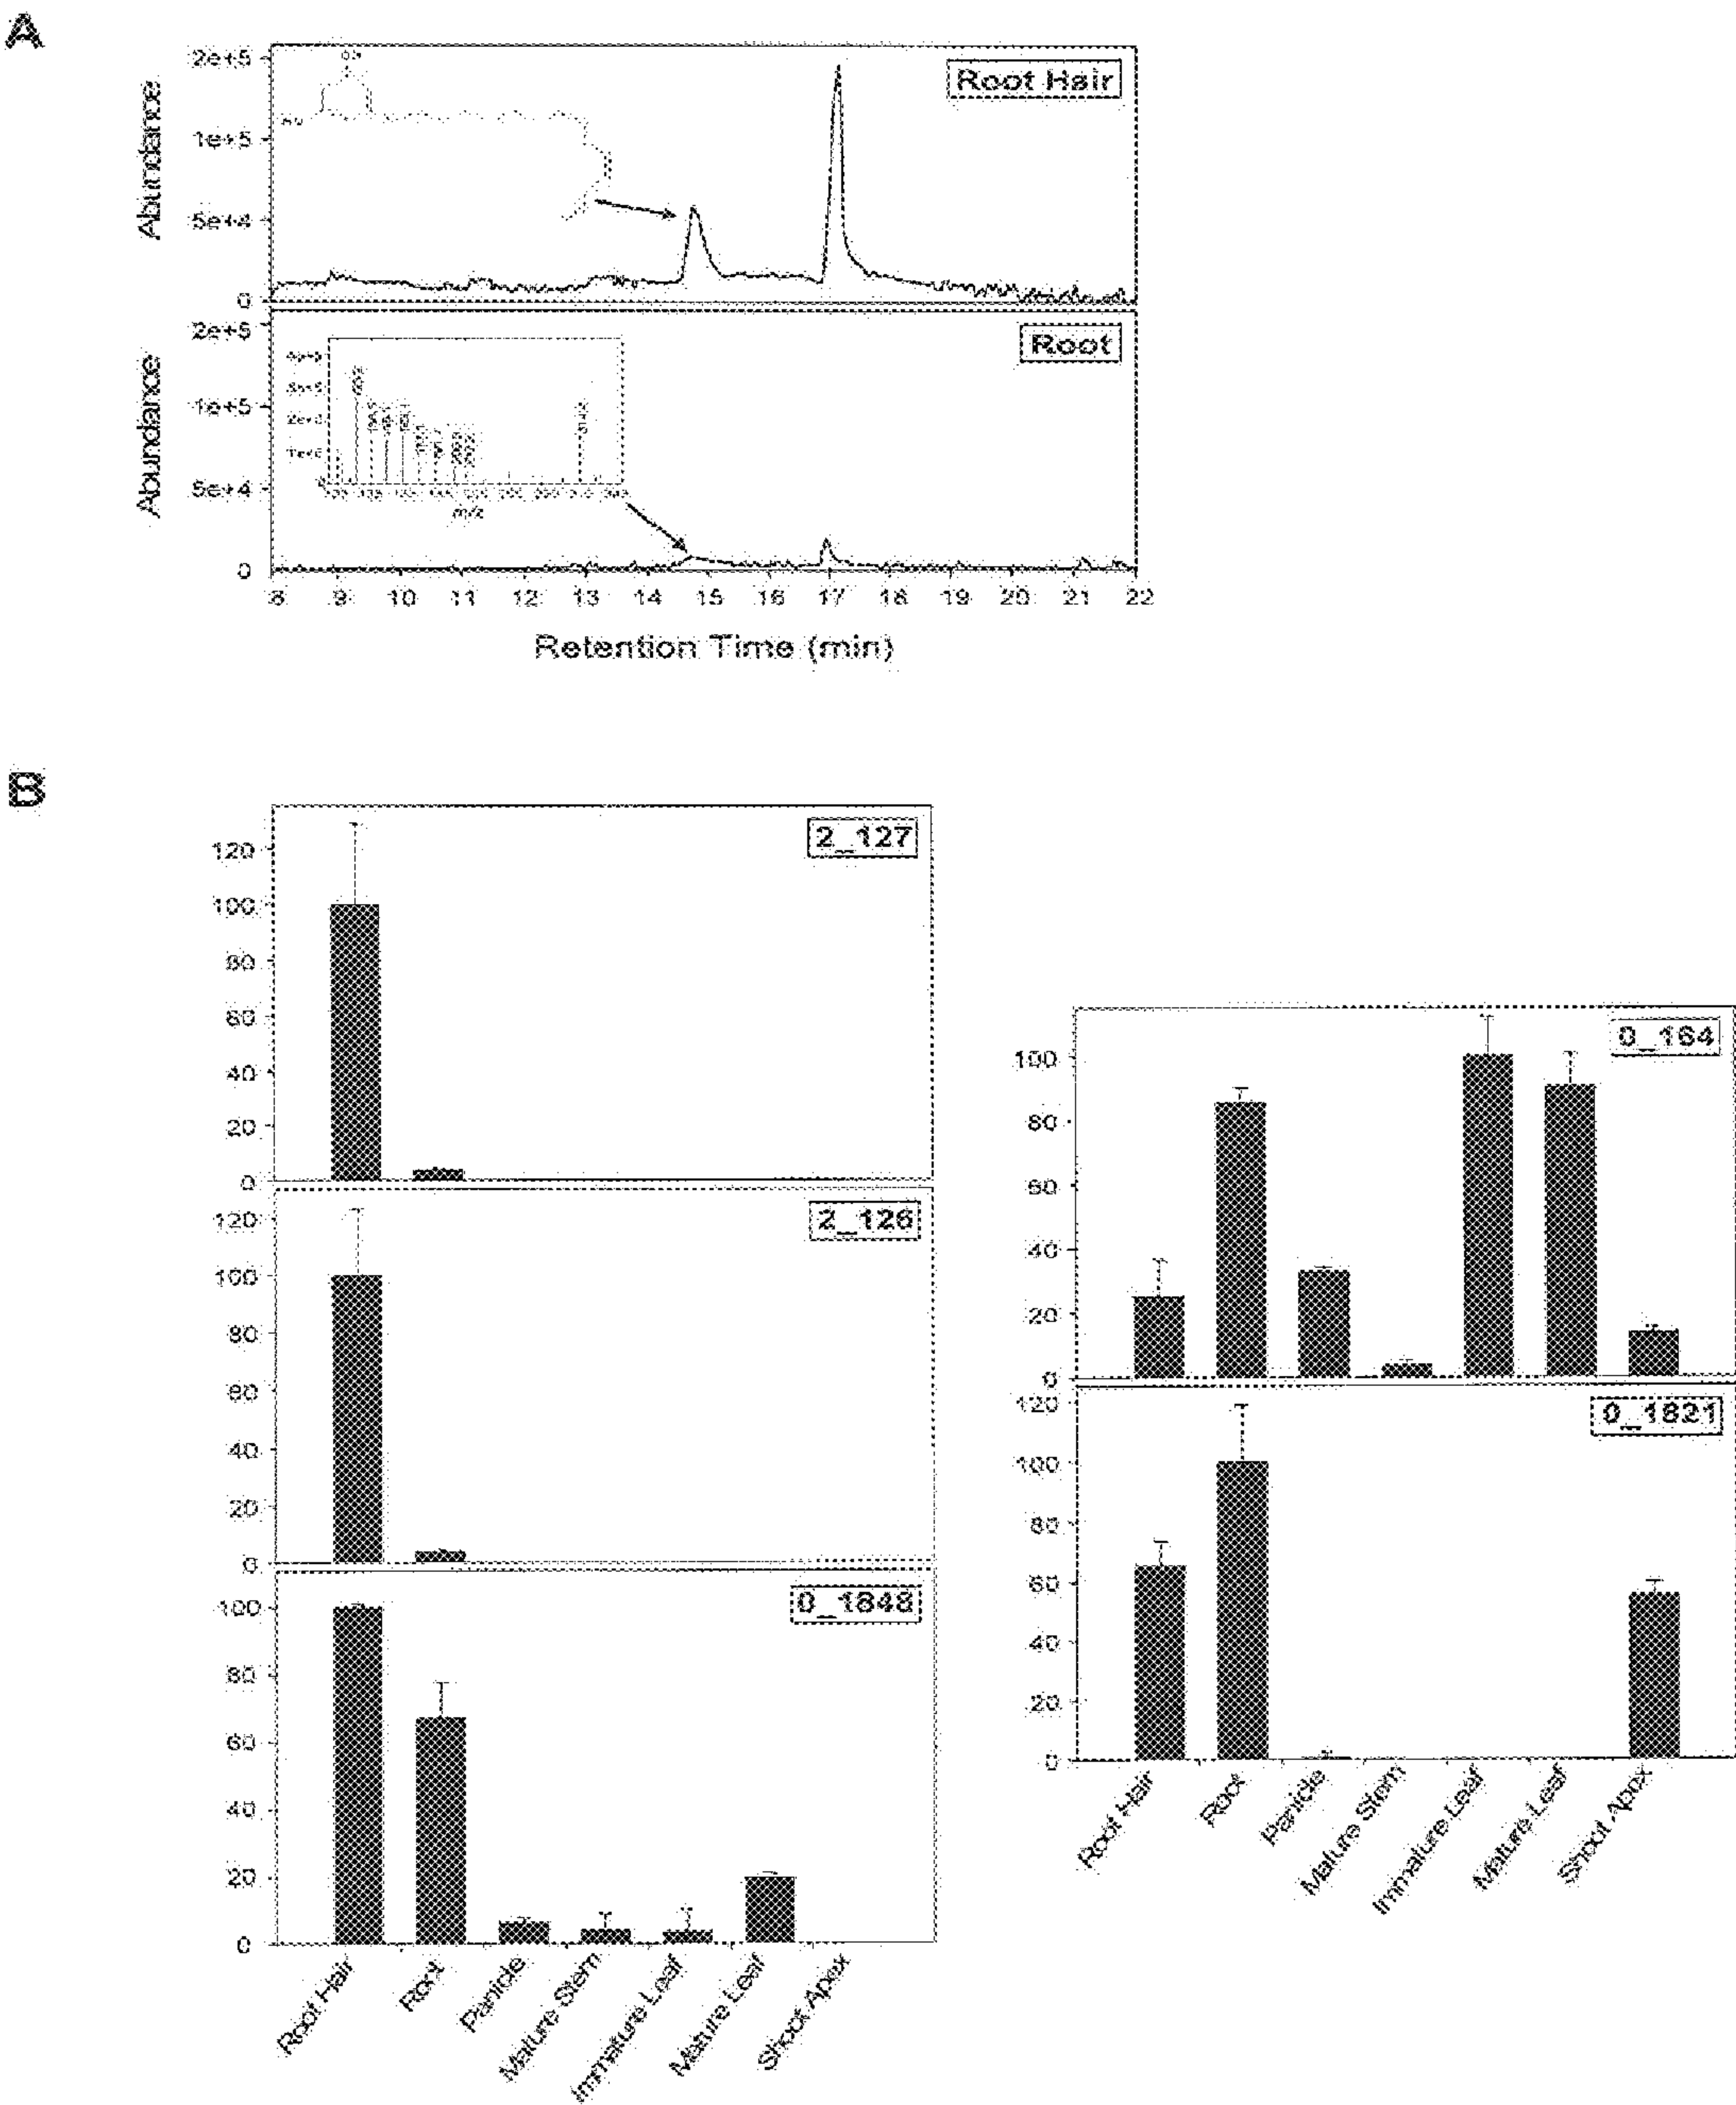 A
Root Hair
Abundance
2e+5
1e+5
5e+4
0
Root
Abundance
2e+5
1e+5
5e+4
0
m/z
8 9 10 11 12 13 14 15 16 17 18 19 20 21 22
Retention Time (min)
B
2_127
120
100
80
60
40
20
0
2_126
120
100
80
60
40
20
0
0_1848
100
80
60
40
20
0
Root Hair
Root
Panicle
Mature Stem
Immature Leaf
Mature Leaf
Shoot Apex
0_164
100
80
60
40
20
0
0_1821
120
100
80
60
40
20
0
Root Hair
Root
Panicle
Mature Stem
Immature Leaf
Mature Leaf
Shoot Apex